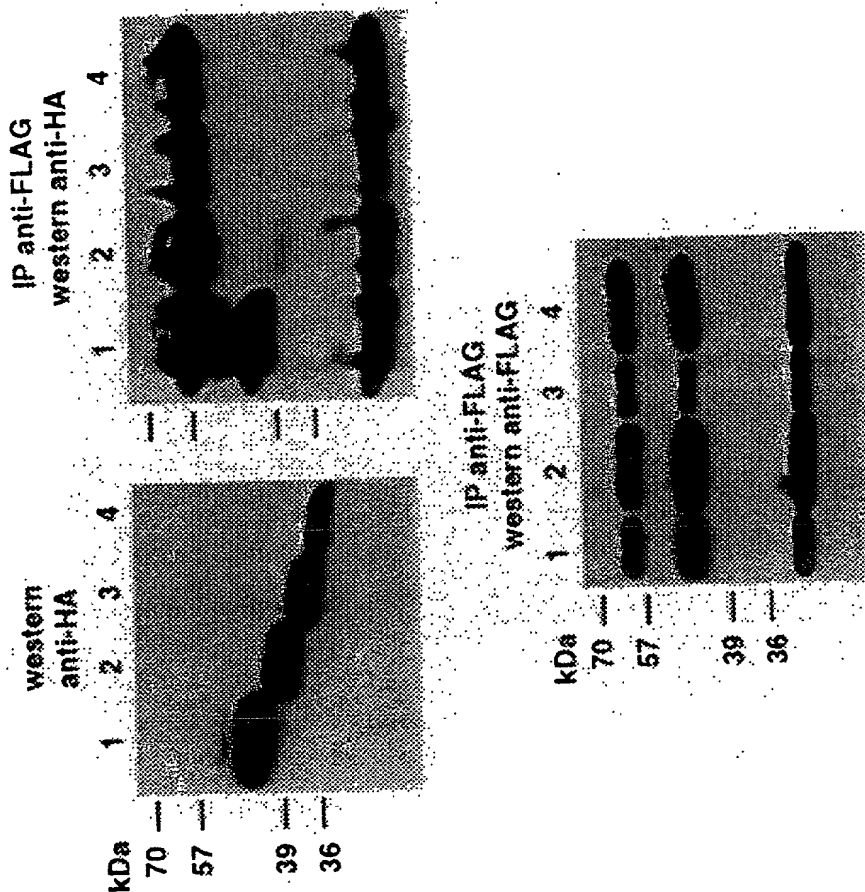 western
anti-HA
1 2 3 4
kDa
70
57
39
36
IP anti-FLAG
western anti-HA
1 2 3 4
IP anti-FLAG
western anti-FLAG
1 2 3 4
kDa
70
57
39
36